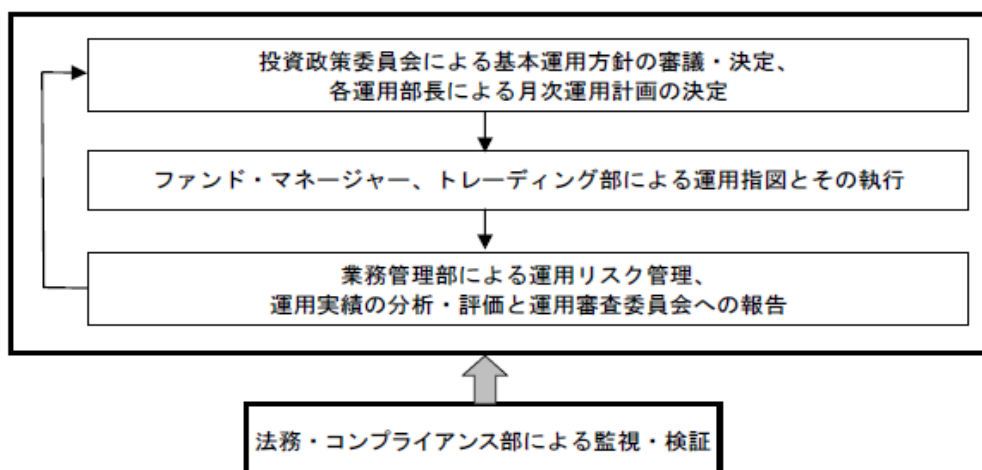 投資政策委員会による基本運用方針の審議・決定、
各運用部長による月次運用計画の決定
ファンド・マネージャー、トレーディング部による運用指図とその執行
業務管理部による運用リスク管理、
運用実績の分析・評価と運用審査委員会への報告
法務・コンプライアンス部による監視・検証